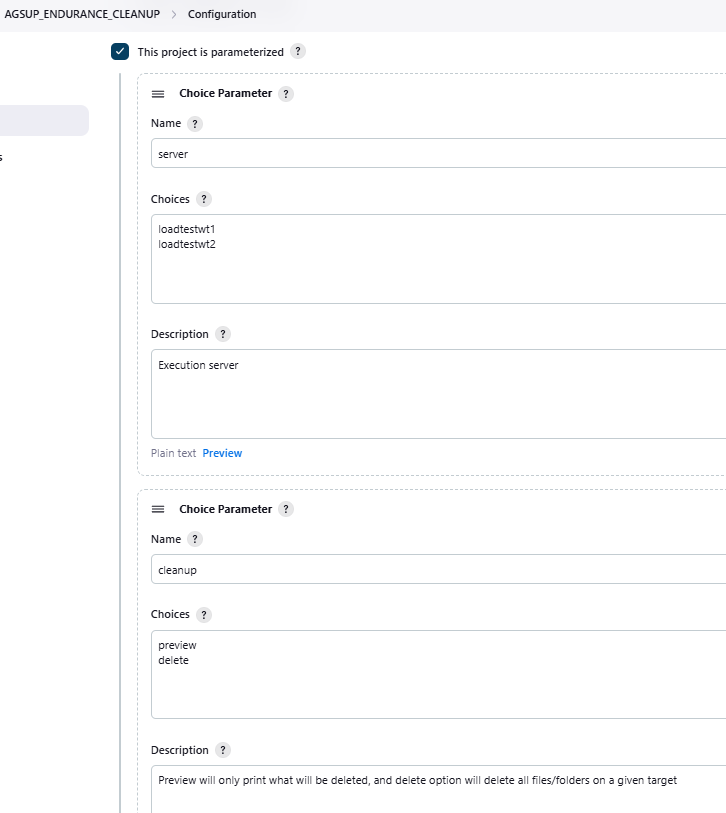 AGSUP_ENDURANCE_CLEANUP > Configuration
This project is parameterized ?
Choice Parameter ?
Name ?
server
Choices ?
loadtestwt1
loadtestwt2
Description ?
Execution server
Plain text Preview
Choice Parameter ?
Name ?
cleanup
Choices ?
preview
delete
Description ?
Preview will only print what will be deleted, and delete option will delete all files/folders on a given target